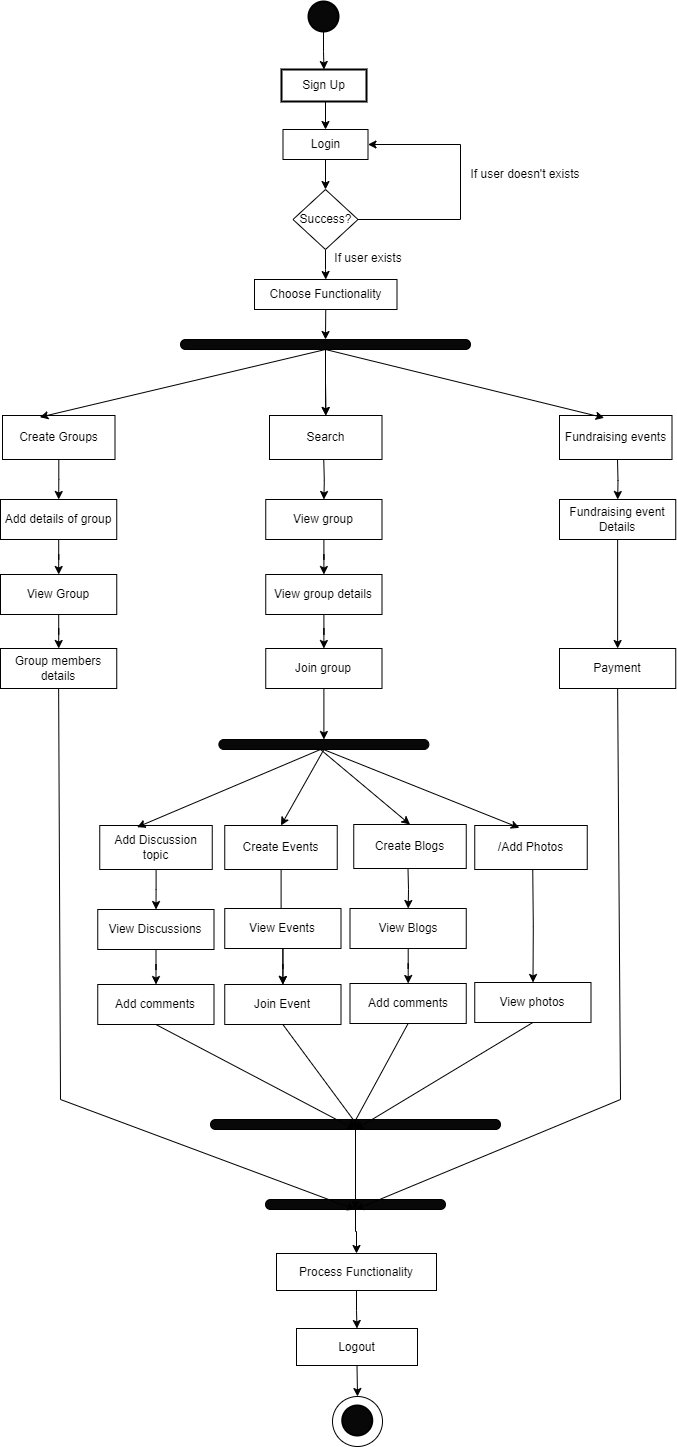 Sign Up
Login
If user doesn't exists
Success?
If user exists
Choose Functionality
Create Groups
Search
Fundraising events
Add details of group
View group
Fundraising event
Details
View Group
View group details
Group members
details
Join group
Payment
Add Discussion
topic
Create Events
Create Blogs
/Add Photos
View Discussions
View Events
View Blogs
Add comments
Join Event
Add comments
View photos
Process Functionality
Logout